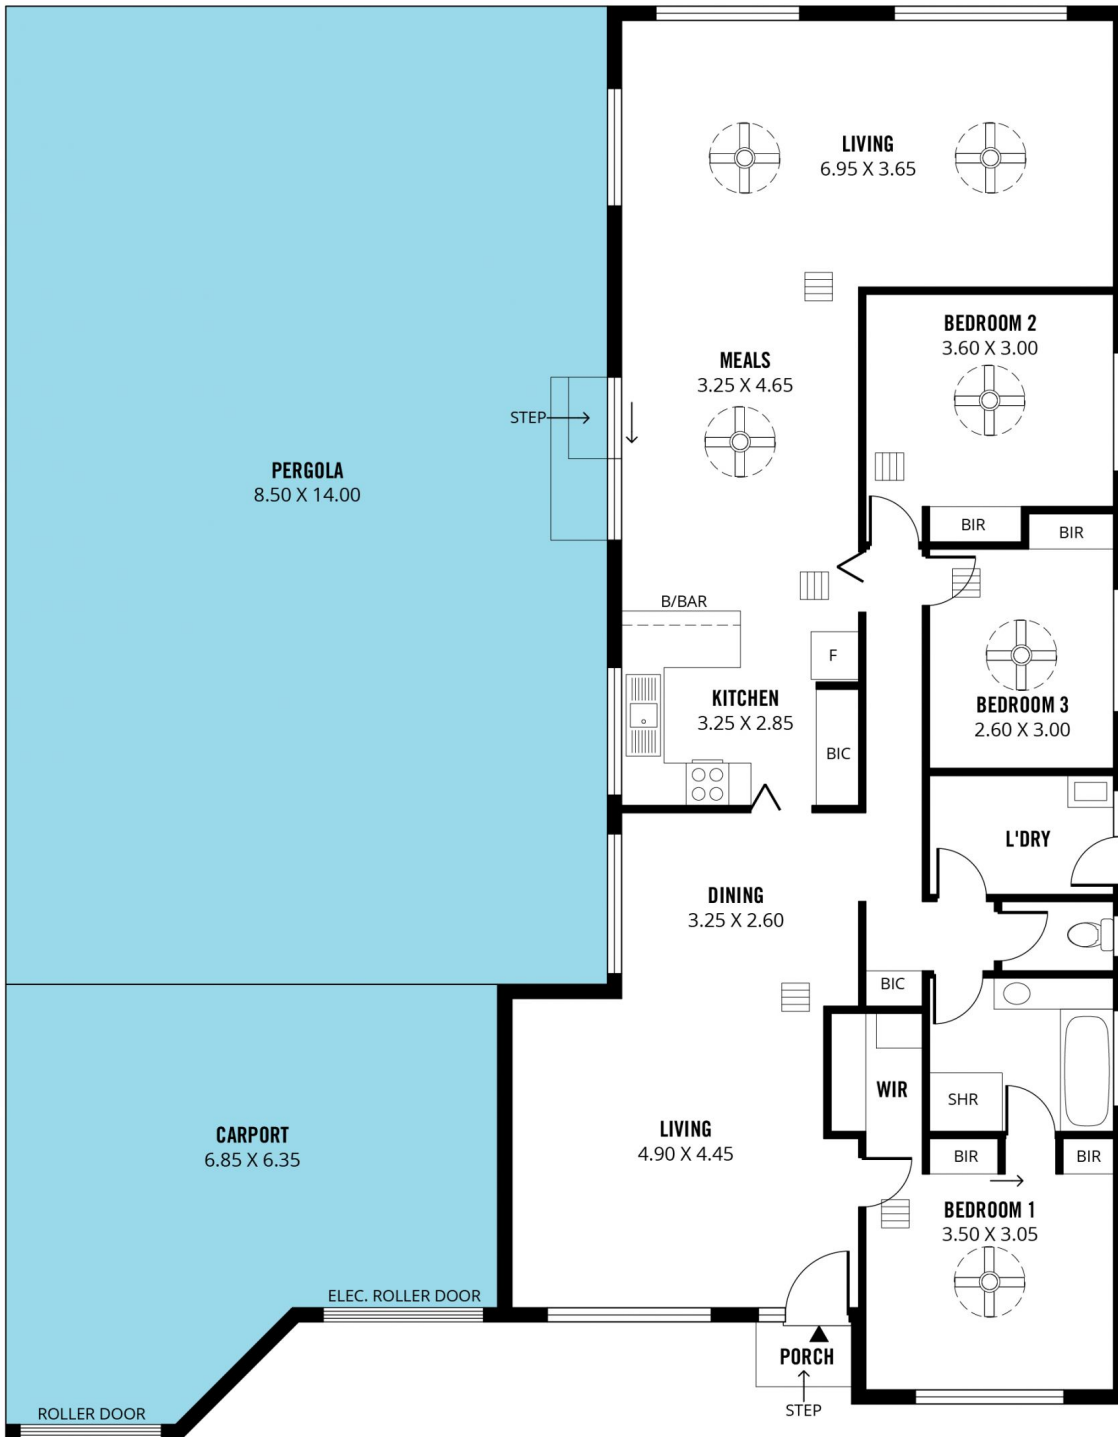 LIVING
6.95 X 3.65
BEDROOM 2
3.60 X 3.00
MEALS
3.25 X 4.65
STEP
PERGOLA
8.50 X 14.00
BIR
BIR
B/BAR
F
KITCHEN
3.25 X 2.85
BEDROOM 3
2.60 X 3.00
BIC
L'DRY
DINING
3.25 X 2.60
BIC
WIR
SHR
CARPORT
6.85 X 6.35
LIVING
4.90 X 4.45
BIR
BIR
BEDROOM 1
3.50 X 3.05
ELEC. ROLLER DOOR
PORCH
STEP
ROLLER DOOR